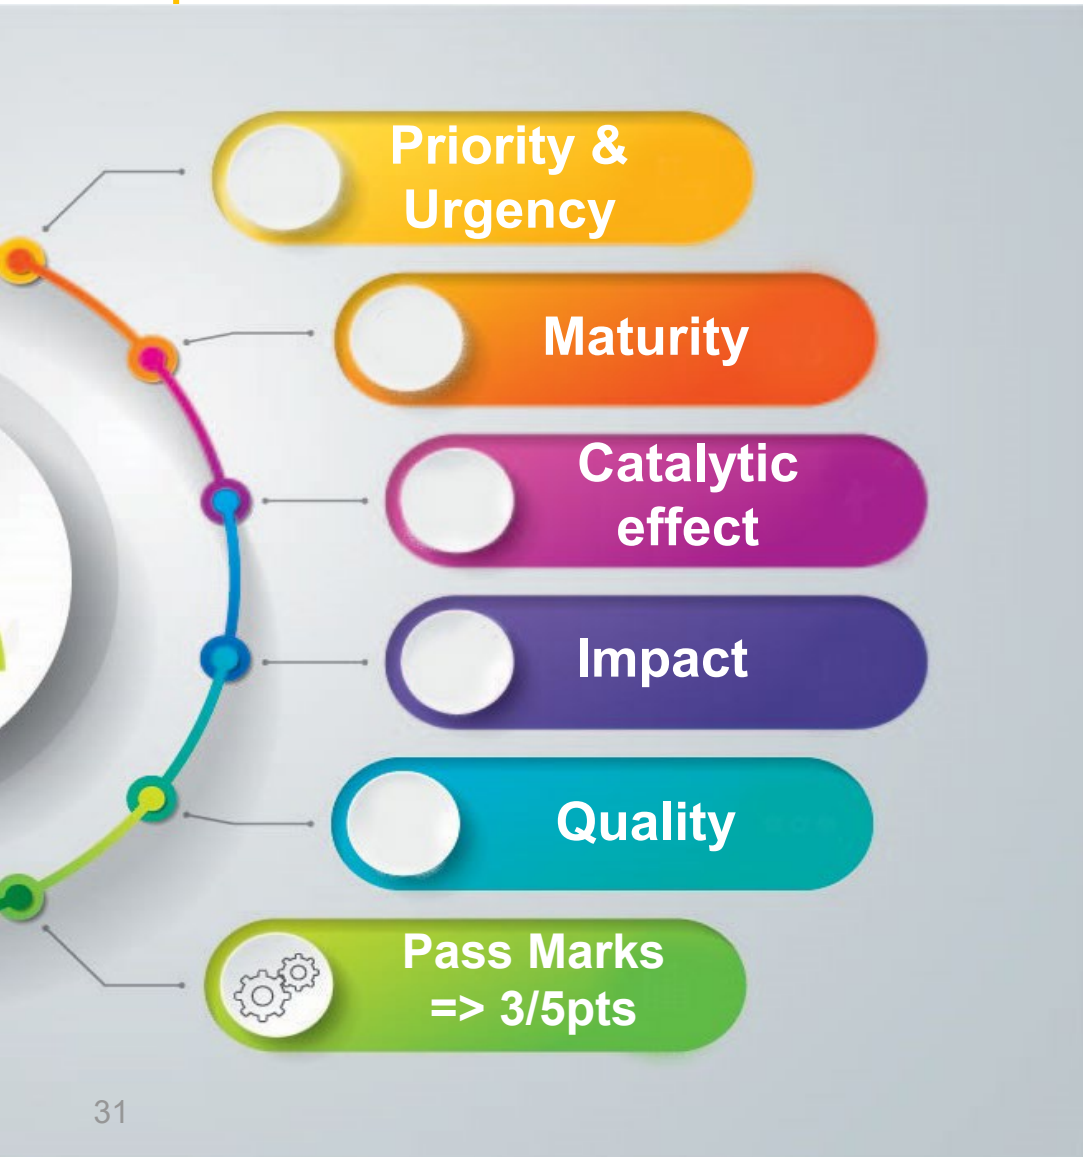 Priority &
Urgency
Maturity
Catalytic
effect
Impact
Quality
Pass Marks
=> 3/5pts
31